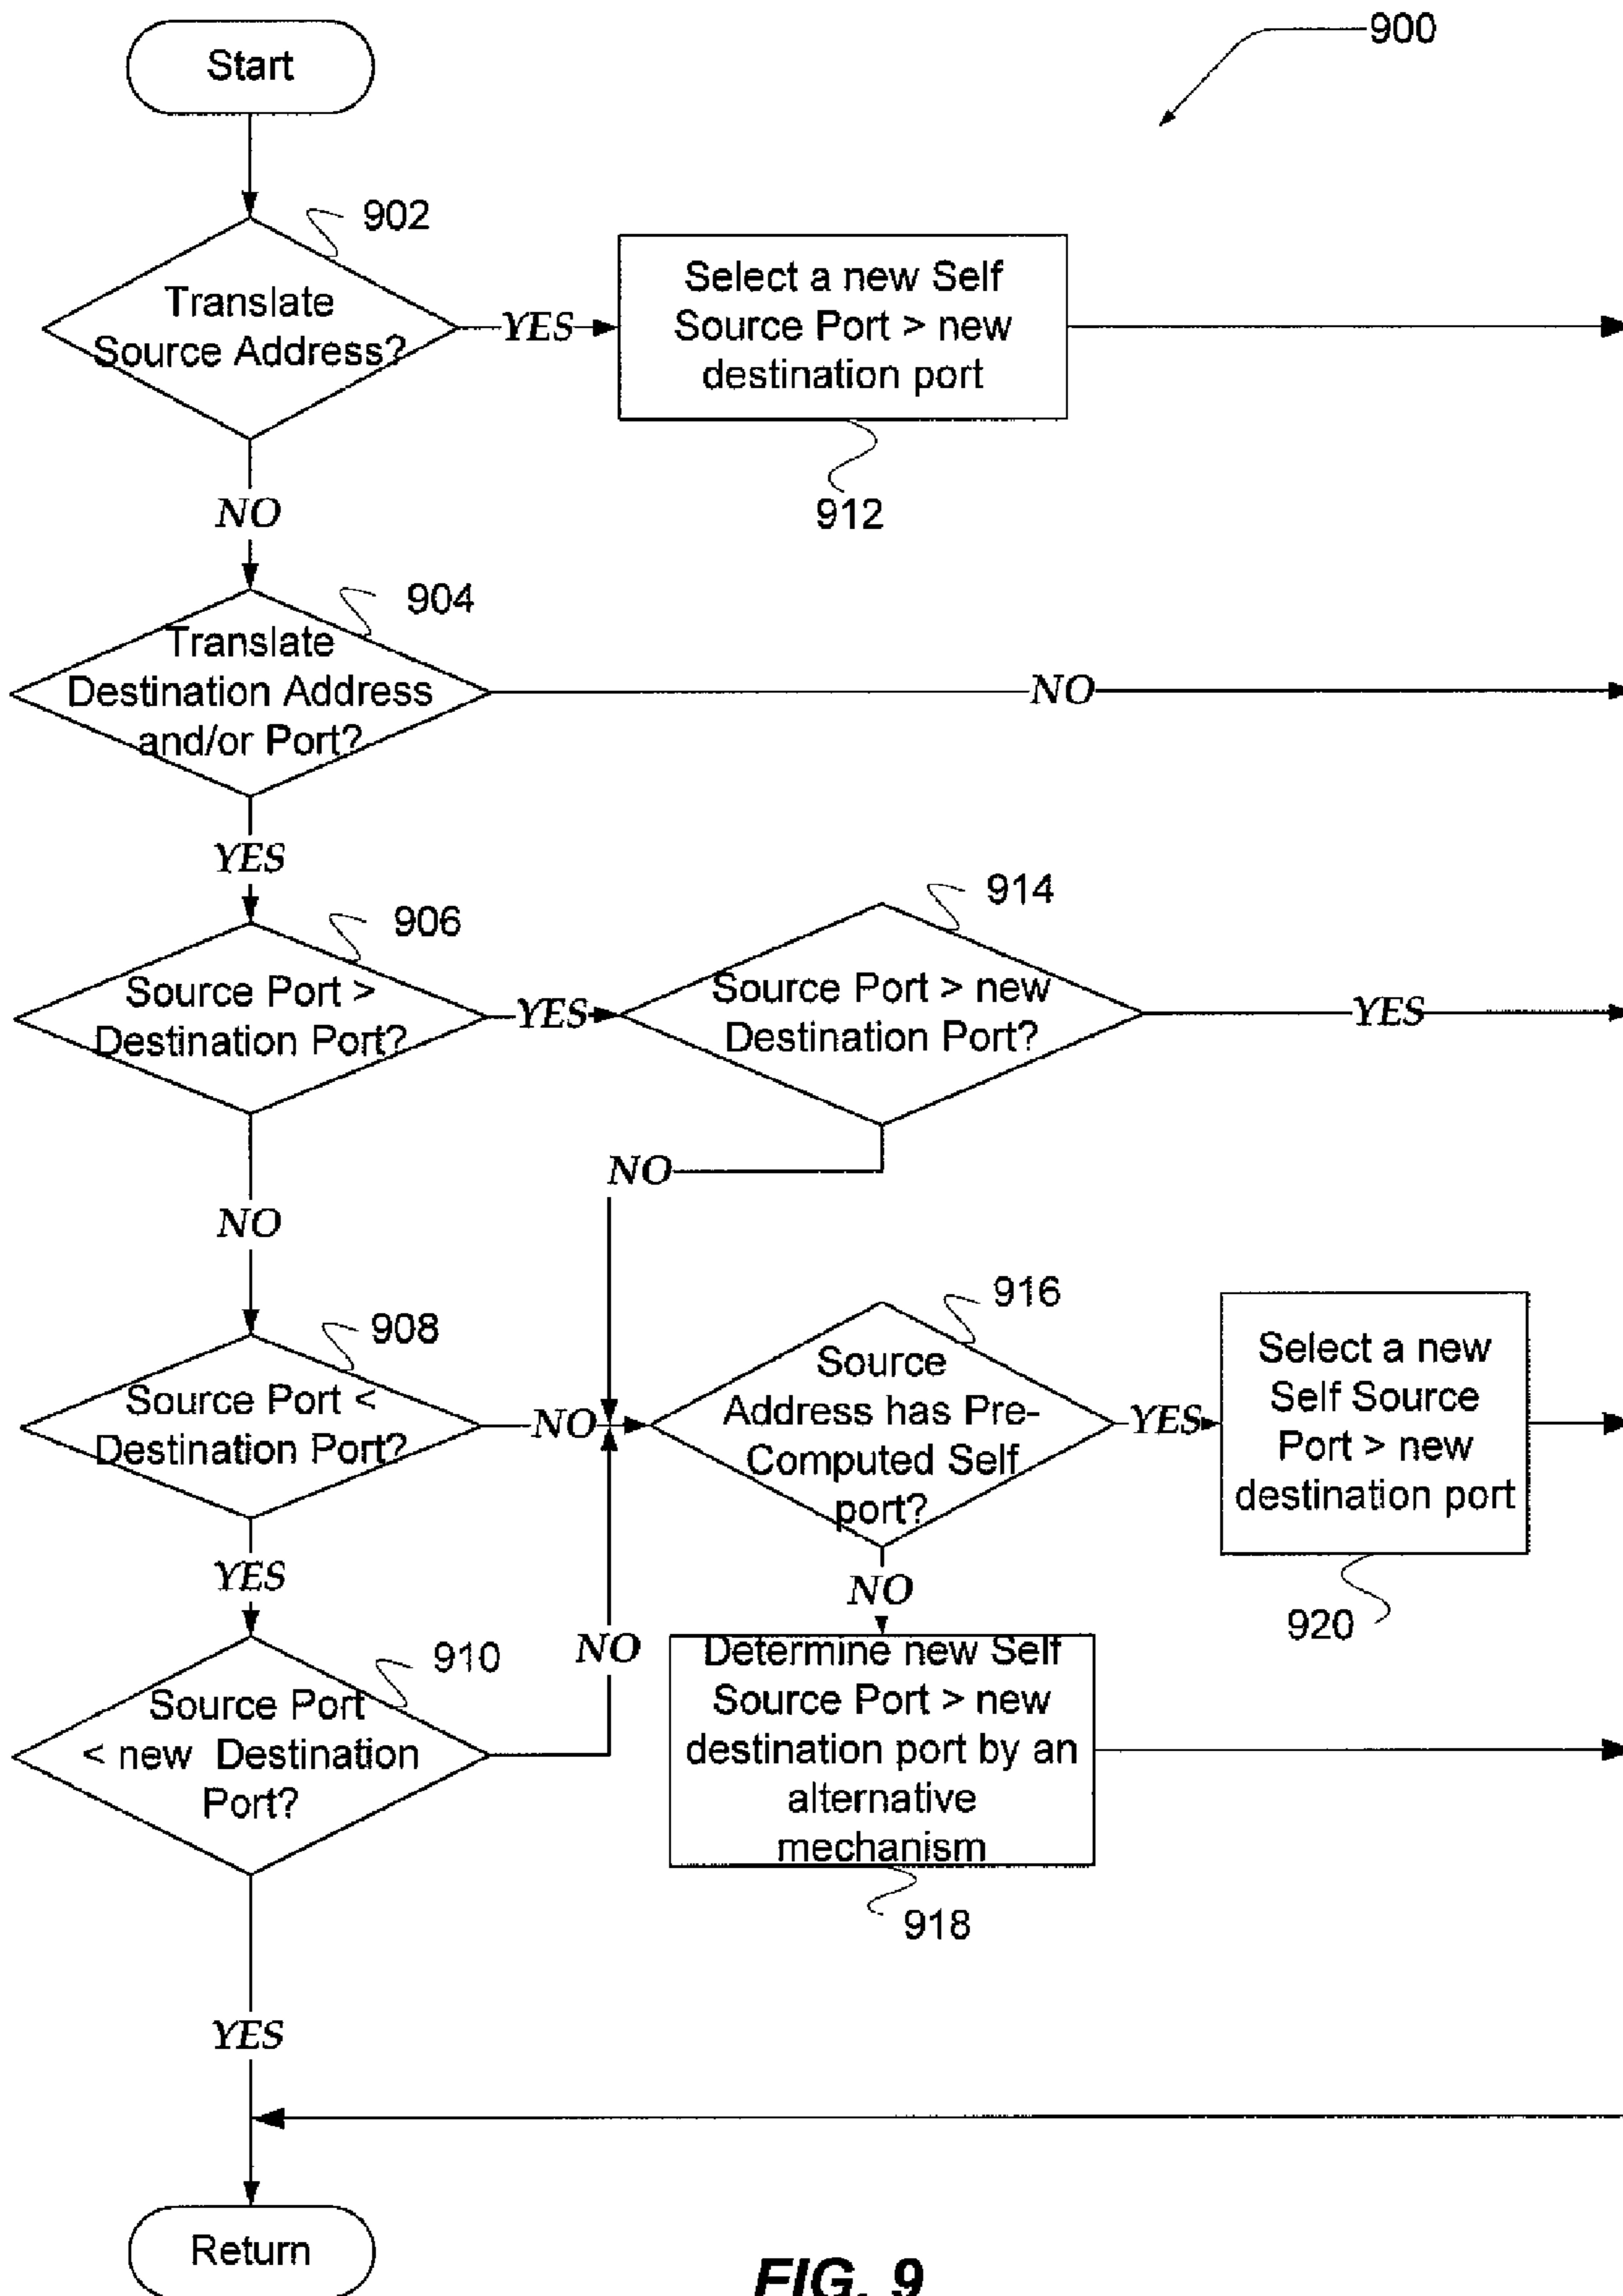 900
Start
902
Translate
Source Address?
YES
Select a new Self
Source Port > new
destination port
912
NO
904
Translate
Destination Address
and/or Port?
NO
YES
906
Source Port >
Destination Port?
YES
914
Source Port > new
Destination Port?
YES
NO
NO
908
Source Port <
Destination Port?
NO
916
Source
Address has Pre-
Computed Self
port?
YES
Select a new
Self Source
Port > new
destination port
920
YES
NO
NO
910
Source Port
< new Destination
Port?
Determine new Self
Source Port > new
destination port by an
alternative
mechanism
918
YES
Return
FIG. 9